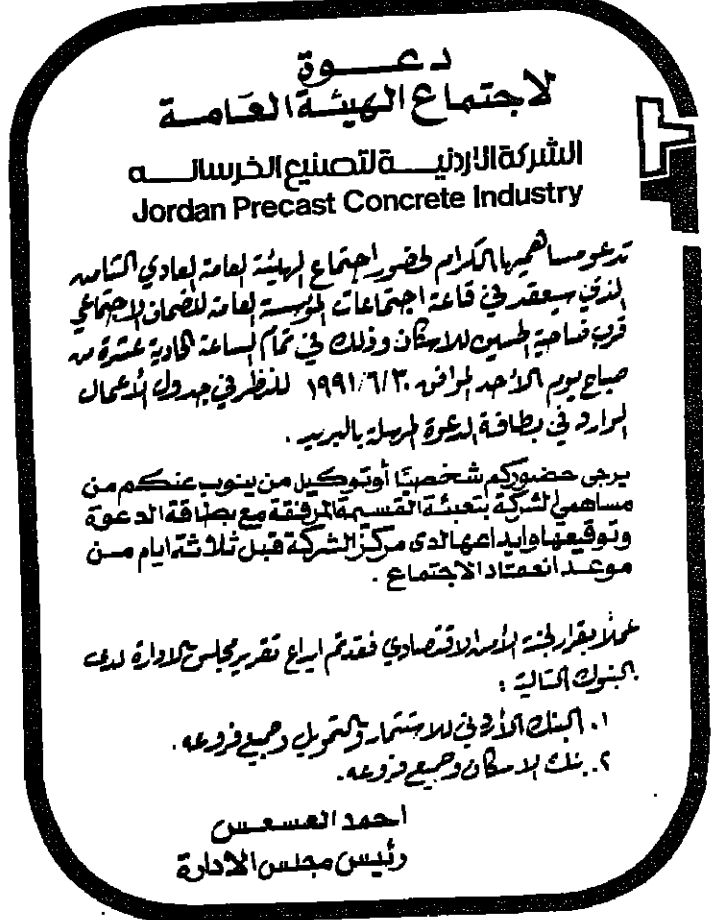 دعوة
لاجتماع الهيئة العامة
الشركة الاردنية لتصنيع الخرسانه
Jordan Precast Concrete Industry
تدعو مساهميها الكرام لحضور اجتماع الهيئة العامة العادي الثامن
الذي سيعقد في قاعة اجتماعات المؤسسة العامة للضمان الاجتماعي
قرب ضاحية الحسين للاسكان وذلك في تمام الساعة الحادية عشرة من
صباح يوم الأحد الموافق ١٩٩١/٦/٣٠ للنظر في جدول الأعمال
الوارد في بطاقة الدعوة المرسلة بالبريد .
يرجى حضوركم شخصيًا أو توكيل من ينوب عنكم من
مساهمي الشركة بتعبئة القسيمة المرفقة مع بطاقة الدعوة
وتوقيعها وايداعها لدى مركز الشركة قبل ثلاثة ايام من
موعد انعقاد الاجتماع .
عملاً بقرار لجنة الأمن الاقتصادي فقد تم ايداع تقرير مجلس الادارة لدى
البنوك التالية :
١. البنك الأردني للاستثمار والتمويل وجميع فروعه .
٢. بنك الاسكان وجميع فروعه.
احمد العسعس
رئيس مجلس الادارة